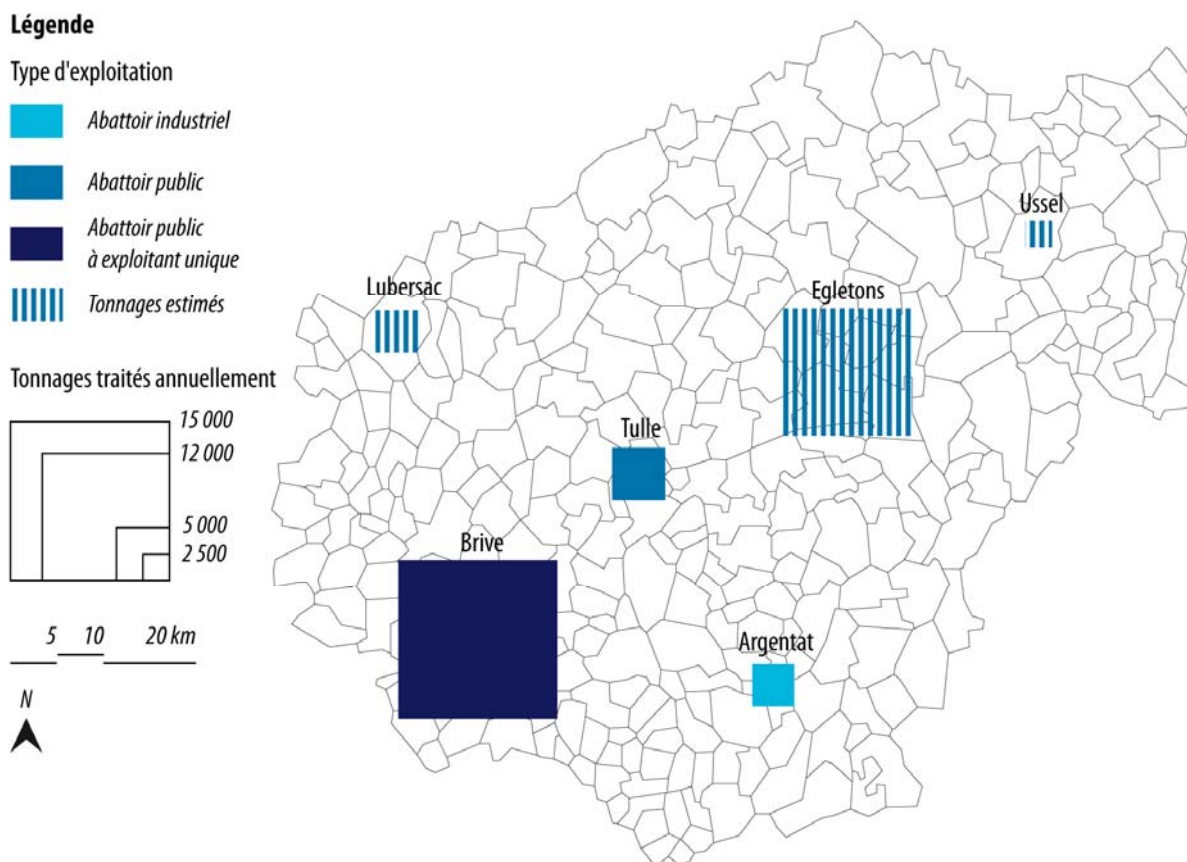 Légende
Type d'exploitation
Abattoir industriel
Abattoir public
Abattoir public
à exploitant unique
Tonnages estimés
Tonnages traités annuellement
15 000
12 000
5 000
2 500
5 10 20 km
N
Ussel
Lubersac
Egletons
Tulle
Brive
Argentat